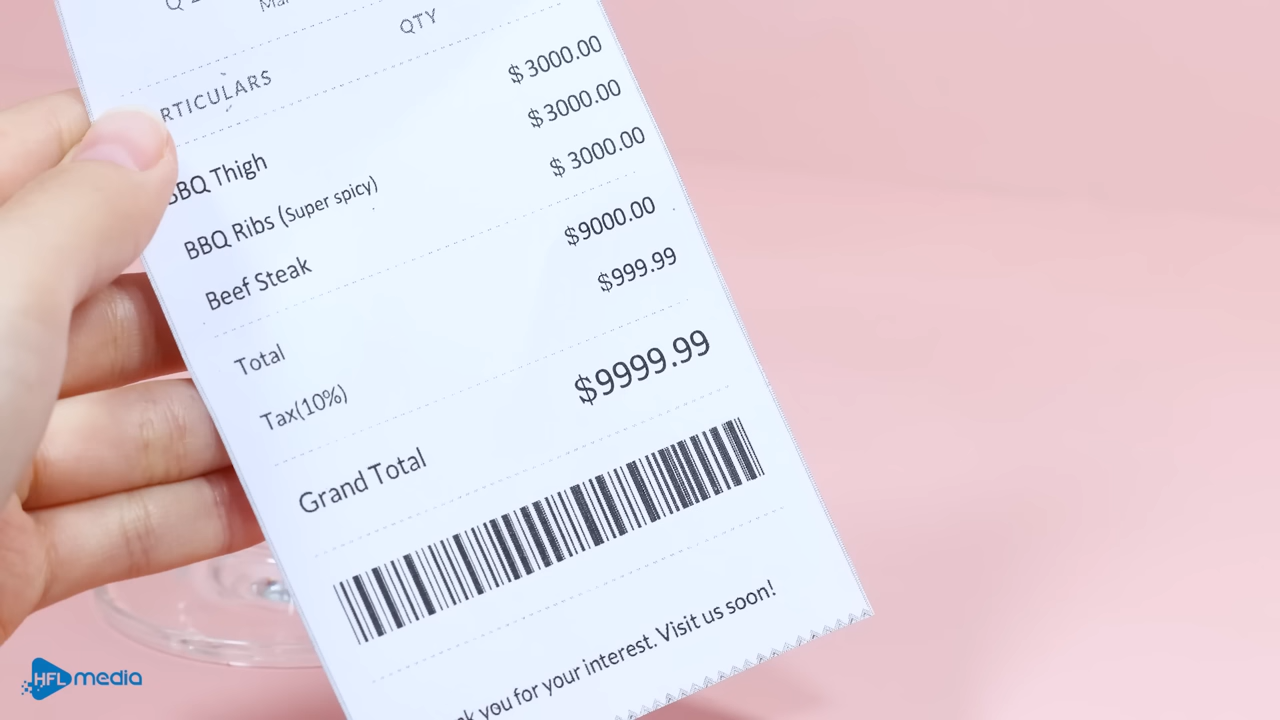 QTY
RTICULARS
BBQ Thigh $3000.00
BBQ Ribs (Super spicy) $3000.00
Beef Steak $3000.00
Total $9000.00
Tax(10%) $999.99
Grand Total $9999.99
you for your interest. Visit us soon!
HFL media